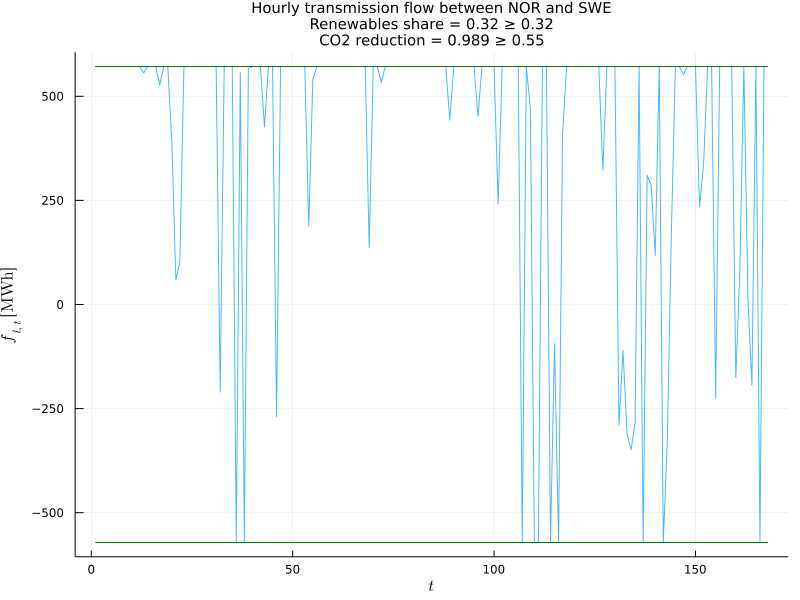 Hourly transmission flow between NOR and SWE
Renewables share = 0.32 ≥ 0.32
CO2 reduction = 0.989 ≥ 0.55
500
250
0
−250
−500
f l,t [MWh]
0
50
100
150
t